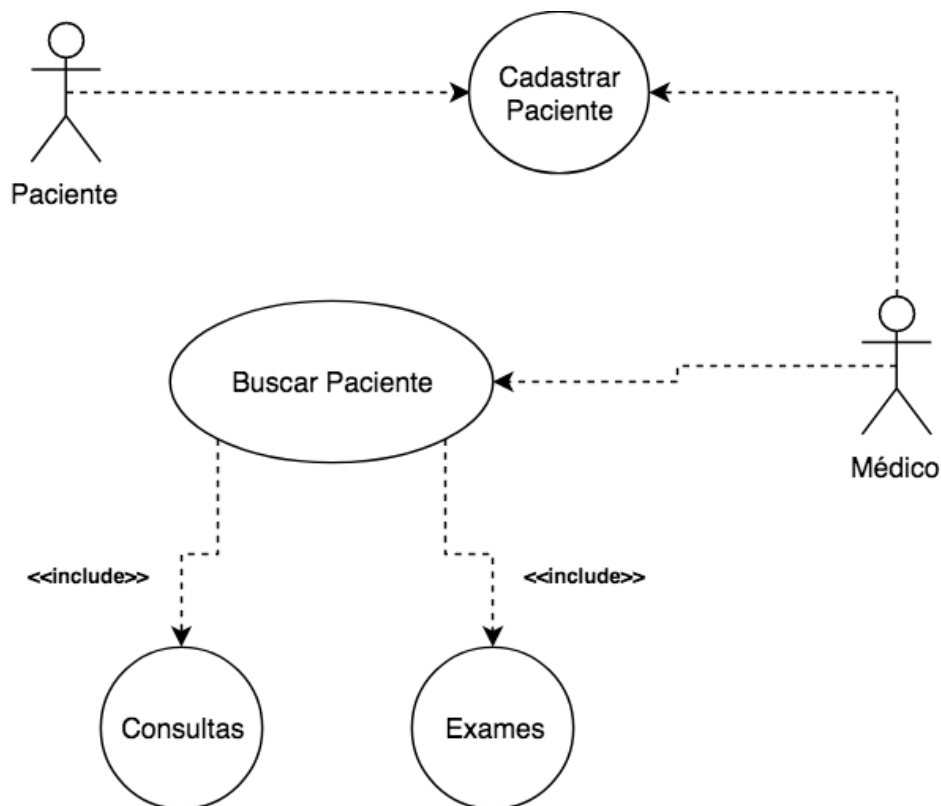 Cadastrar
Paciente
Paciente
Buscar Paciente
Médico
<<include>>
<<include>>
Consultas
Exames